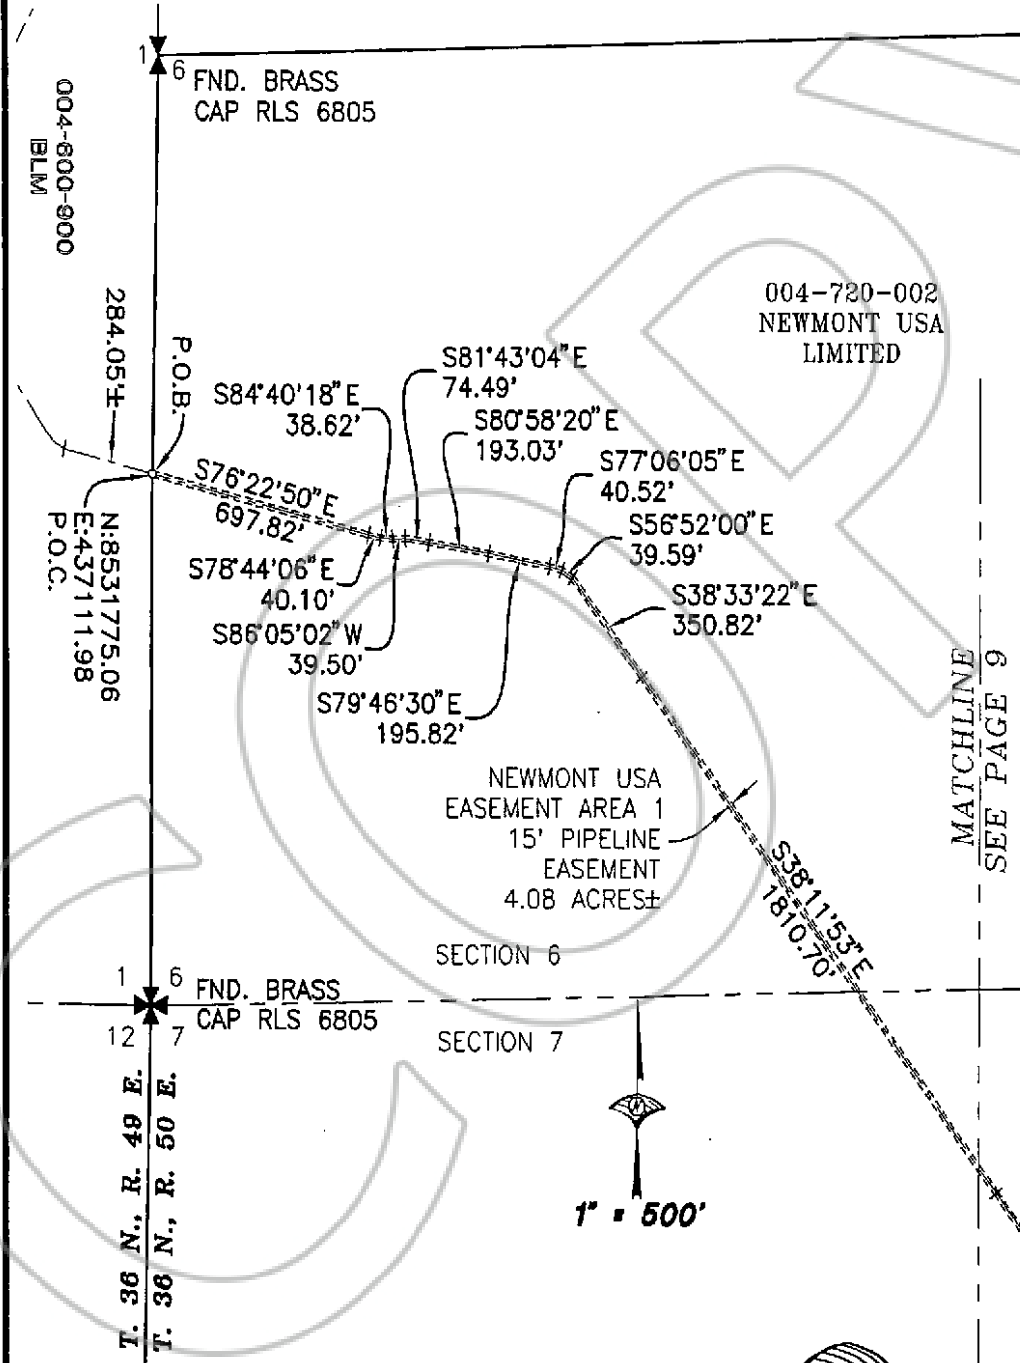 1
6
FND. BRASS
CAP RLS 6805
004-600-900
BLM
284.05'±
P.O.B.
004-720-002
NEWMONT USA
LIMITED
S81°43'04"E
74.49'
S84°40'18"E
38.62'
S80°58'20"E
193.03'
S77°06'05"E
40.52'
S76°22'50"E
697.82'
S56°52'00"E
39.59'
N:8531775.06
E:437111.98
P.O.C.
S78°44'06"E
40.10'
S38°33'22"E
350.82'
S86°05'02"W
39.50'
S79°46'30"E
195.82'
MATCHLINE
SEE PAGE 9
NEWMONT USA
EASEMENT AREA 1
15' PIPELINE
EASEMENT
4.08 ACRES±
S38°11'53"E
1810.70'
SECTION 6
1
6
FND. BRASS
CAP RLS 6805
12
7
SECTION 7
T. 36 N., R. 49 E.
T. 36 N., R. 50 E.
N
1" = 500'
COP